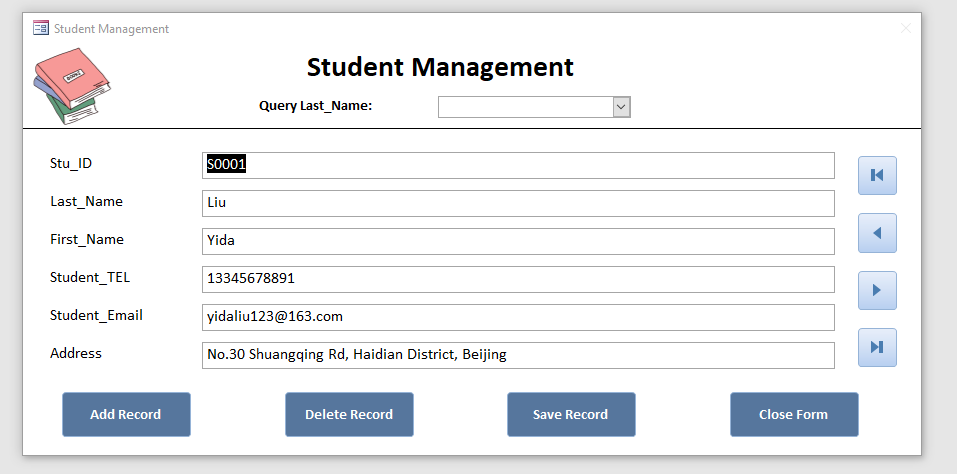 Student Management
Student Management
Query Last_Name:
Stu_ID S0001
Last_Name Liu
First_Name Yida
Student_TEL 13345678891
Student_Email yidaliu123@163.com
Address No.30 Shuangqing Rd, Haidian District, Beijing
Add Record Delete Record Save Record Close Form